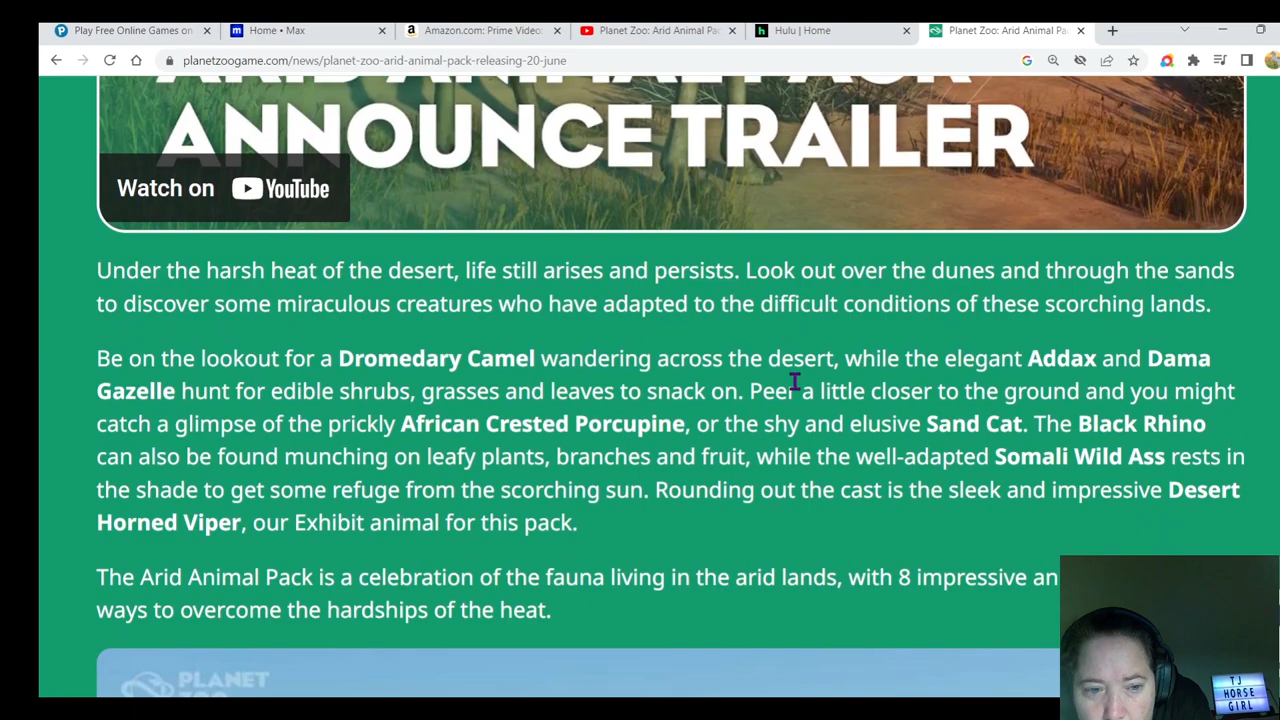 Play Free Online Games on
Home • Max
Amazon.com: Prime Video:
Planet Zoo: Arid Animal Pa
Hulu | Home
Planet Zoo: Arid Animal Pa
planetzoogame.com/news/planet-zoo-arid-animal-pack-releasing-20-june
ARID ANIMAL PACK
ANNOUNCE TRAILER
Watch on YouTube
Under the harsh heat of the desert, life still arises and persists. Look out over the dunes and through the sands
to discover some miraculous creatures who have adapted to the difficult conditions of these scorching lands.
Be on the lookout for a Dromedary Camel wandering across the desert, while the elegant Addax and Dama
Gazelle hunt for edible shrubs, grasses and leaves to snack on. Peer a little closer to the ground and you might
catch a glimpse of the prickly African Crested Porcupine, or the shy and elusive Sand Cat. The Black Rhino
can also be found munching on leafy plants, branches and fruit, while the well-adapted Somali Wild Ass rests in
the shade to get some refuge from the scorching sun. Rounding out the cast is the sleek and impressive Desert
Horned Viper, our Exhibit animal for this pack.
The Arid Animal Pack is a celebration of the fauna living in the arid lands, with 8 impressive an
ways to overcome the hardships of the heat.
PLANET
ZOO
TJ
HORSE
GIRL